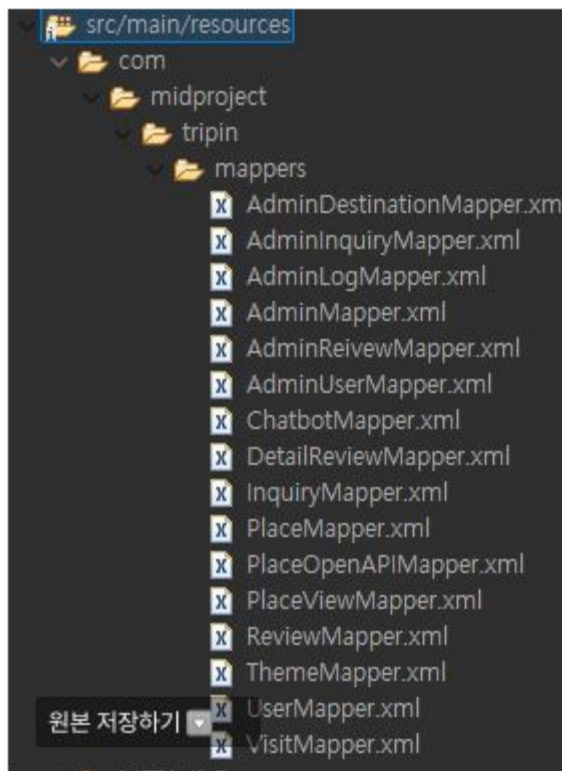 src/main/resources
com
midproject
tripin
mappers
AdminDestinationMapper.xm
AdminInquiryMapper.xml
AdminLogMapper.xml
AdminMapper.xml
AdminReivewMapper.xml
AdminUserMapper.xml
ChatbotMapper.xml
DetailReviewMapper.xml
InquiryMapper.xml
PlaceMapper.xml
PlaceOpenAPIMapper.xml
PlaceViewMapper.xml
ReviewMapper.xml
ThemeMapper.xml
원본 저장하기 UserMapper.xml
VisitMapper.xml